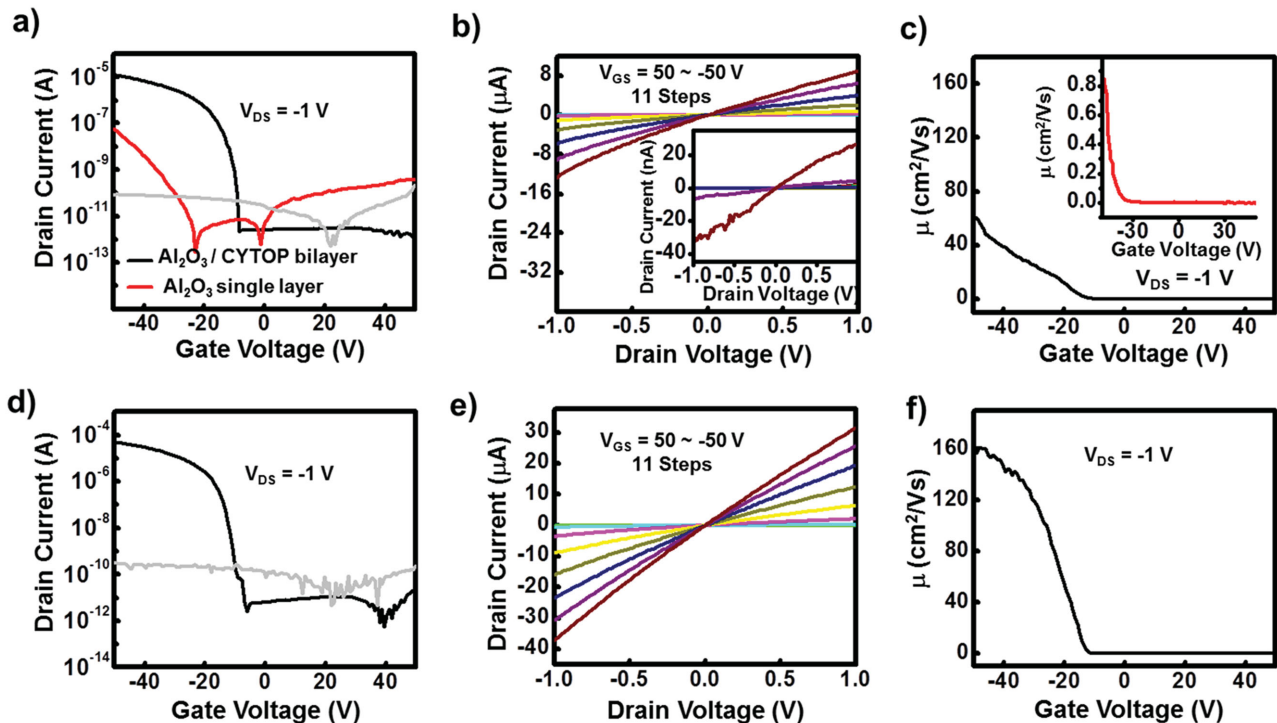 a)
Drain Current (A)
10⁻⁵
10⁻⁷
10⁻⁹
10⁻¹¹
10⁻¹³
V_DS = -1 V
Al₂O₃ / CYTOP bilayer
Al₂O₃ single layer
-40 -20 0 20 40
Gate Voltage (V)
b)
Drain Current (μA)
8
0
-8
-16
-24
-32
V_GS = 50 ~ -50 V
11 Steps
Drain Current (nA)
20
0
-20
-40
-1.0 -0.5 0.0 0.5
Drain Voltage (V)
-1.0 -0.5 0.0 0.5 1.0
Drain Voltage (V)
c)
μ (cm²/Vs)
160
120
80
40
0
μ (cm²/Vs)
0.8
0.6
0.4
0.2
0.0
-30 0 30
Gate Voltage (V)
V_DS = -1 V
-40 -20 0 20 40
Gate Voltage (V)
d)
Drain Current (A)
10⁻⁴
10⁻⁶
10⁻⁸
10⁻¹⁰
10⁻¹²
10⁻¹⁴
V_DS = -1 V
-40 -20 0 20 40
Gate Voltage (V)
e)
Drain Current (μA)
30
20
10
0
-10
-20
-30
-40
V_GS = 50 ~ -50 V
11 Steps
-1.0 -0.5 0.0 0.5 1.0
Drain Voltage (V)
f)
μ (cm²/Vs)
160
120
80
40
0
V_DS = -1 V
-40 -20 0 20 40
Gate Voltage (V)